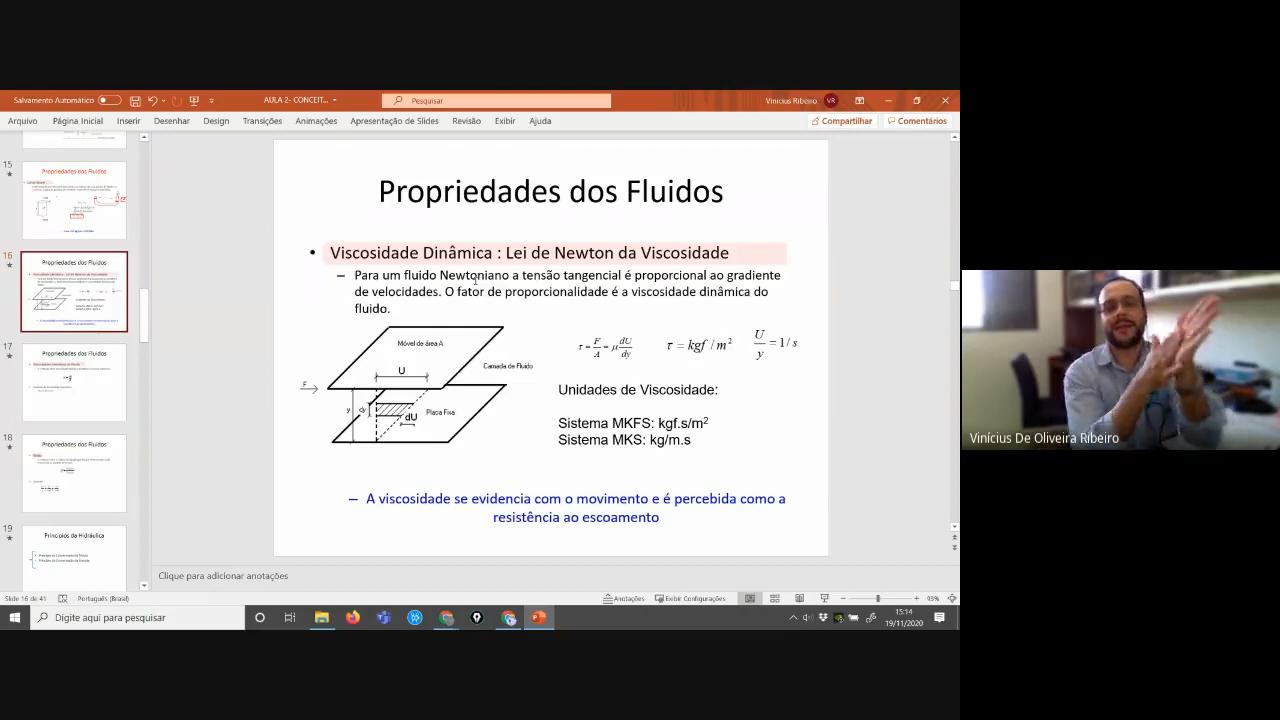 Salvamento Automático
AULA 2- CONCEIT...
Pesquisar
Vinicius Ribeiro VR
Arquivo Página Inicial Inserir Desenhar Design Transições Animações Apresentação de Slides Revisão Exibir Ajuda
Compartilhar Comentários
15
Propriedades dos Fluidos
16
Propriedades dos Fluidos
17
Propriedades dos Fluidos
18
Propriedades dos Fluidos
19
Princípios da Hidráulica
Propriedades dos Fluidos
• Viscosidade Dinâmica : Lei de Newton da Viscosidade
– Para um fluido Newtoniano a tensão tangencial é proporcional ao gradiente
de velocidades. O fator de proporcionalidade é a viscosidade dinâmica do
fluido.
Móvel de área A
U
Camada de Fluido
F
y
dy
Placa Fixa
dU
τ = F/A = μ dU/dy
τ = kgf / m²
U/y = 1/s
Unidades de Viscosidade:
Sistema MKFS: kgf.s/m²
Sistema MKS: kg/m.s
– A viscosidade se evidencia com o movimento e é percebida como a
resistência ao escoamento
Clique para adicionar anotações
Slide 16 de 41 Português (Brasil)
Anotações Exibir Configurações
93%
Digite aqui para pesquisar
15:14
19/11/2020
Vinícius De Oliveira Ribeiro